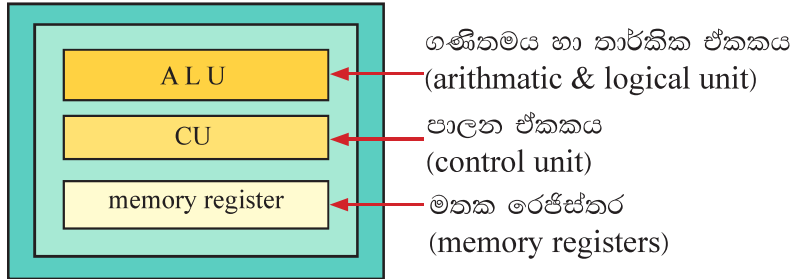 A L U
CU
memory register
ගණිතමය හා තාර්කික ඒකකය
(arithmatic & logical unit)
පාලන ඒකකය
(control unit)
මතක රෙජිස්තර
(memory registers)